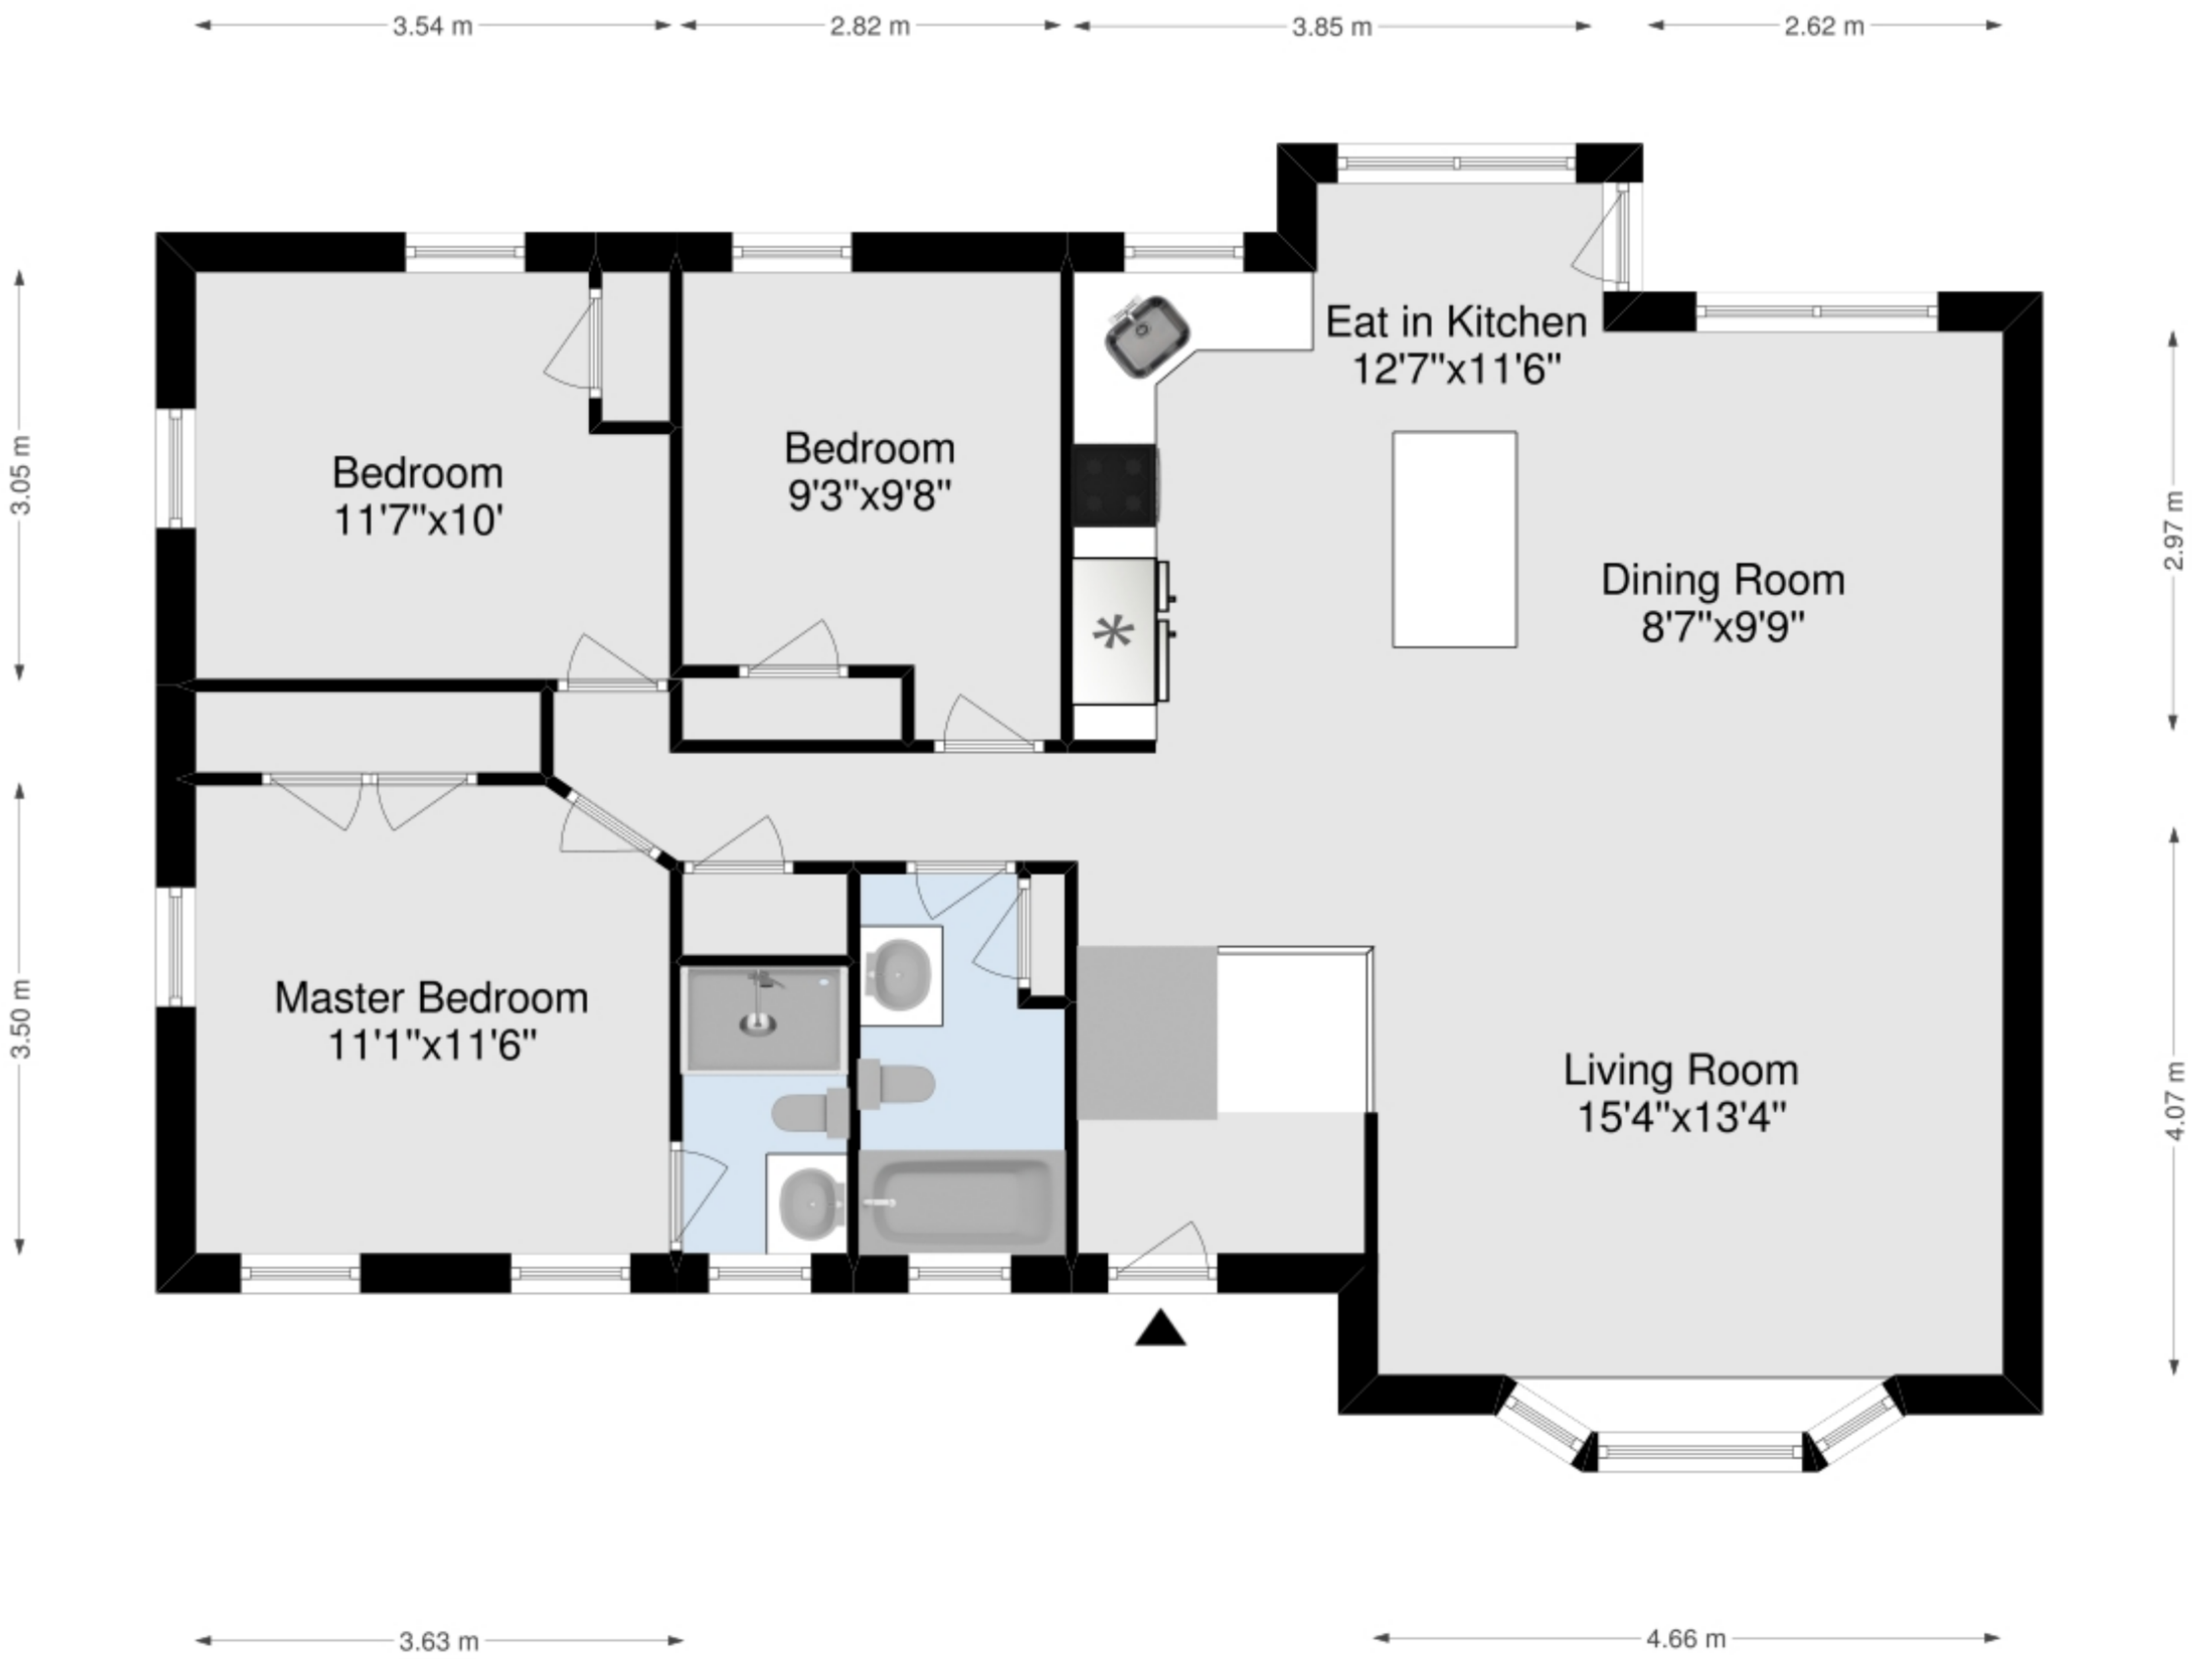 3.54 m
2.82 m
3.85 m
2.62 m
Eat in Kitchen
12'7"x11'6"
Bedroom
9'3"x9'8"
Bedroom
11'7"x10'
3.05 m
2.97 m
Dining Room
8'7"x9'9"
Master Bedroom
11'1"x11'6"
3.50 m
Living Room
15'4"x13'4"
4.07 m
3.63 m
4.66 m